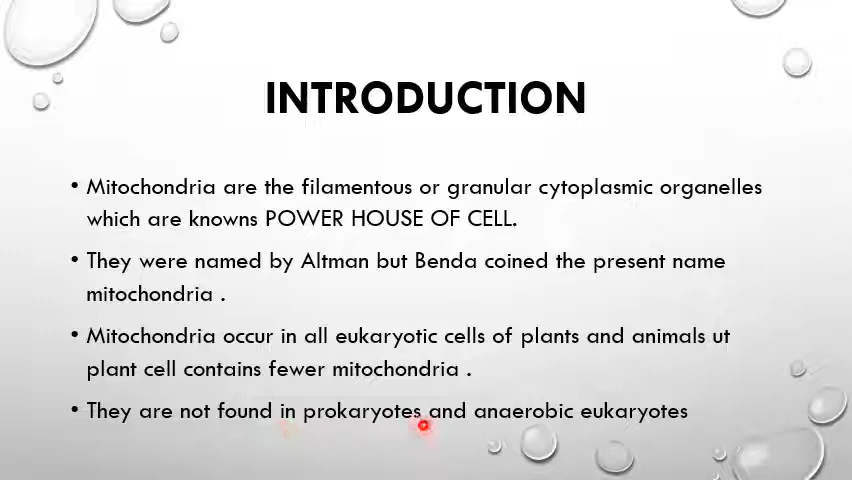 INTRODUCTION
• Mitochondria are the filamentous or granular cytoplasmic organelles
which are knowns POWER HOUSE OF CELL.
• They were named by Altman but Benda coined the present name
mitochondria .
• Mitochondria occur in all eukaryotic cells of plants and animals ut
plant cell contains fewer mitochondria .
• They are not found in prokaryotes and anaerobic eukaryotes